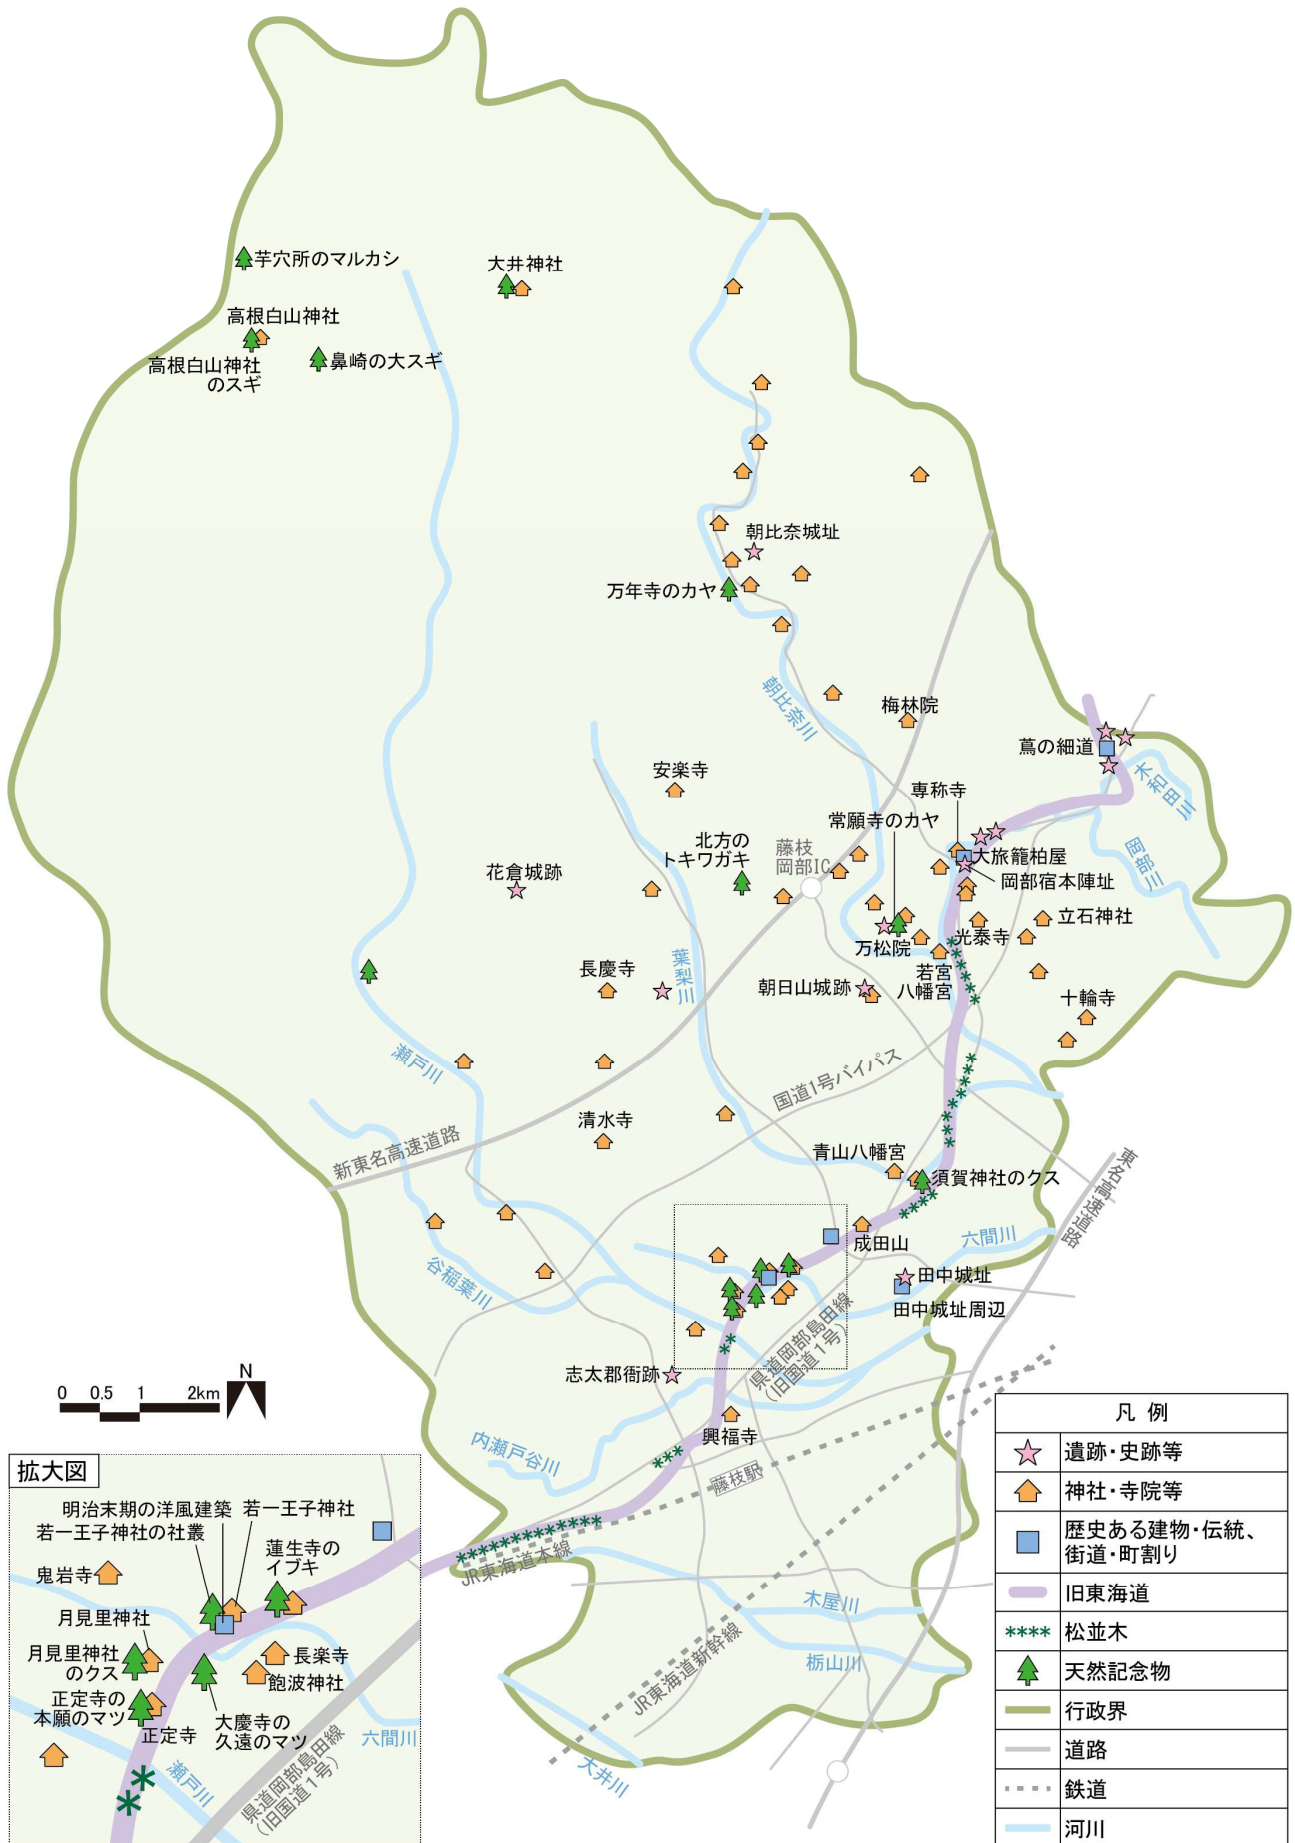 芋穴所のマルカシ
大井神社
高根白山神社
高根白山神社
のスギ
鼻崎の大スギ
朝比奈城址
万年寺のカヤ
朝比奈川
梅林院
蔦の細道
木和田川
岡部川
安楽寺
専称寺
常願寺のカヤ
北方の
トキワガキ
藤枝
岡部IC
大旅籠柏屋
岡部宿本陣址
花倉城跡
立石神社
万松院
光泰寺
若宮
八幡宮
葉梨川
長慶寺
朝日山城跡
十輪寺
瀬戸川
国道1号バイパス
清水寺
新東名高速道路
青山八幡宮
須賀神社のクス
東名高速道路
成田山
六間川
谷稲葉川
田中城址
田中城址周辺
県道岡部島田線
（旧国道1号）
志太郡衙跡
興福寺
内瀬戸谷川
藤枝駅
JR東海道本線
木屋川
栃山川
JR東海道新幹線
大井川
0 0.5 1 2km
N
拡大図
明治末期の洋風建築
若一王子神社
若一王子神社の社叢
蓮生寺の
イブキ
鬼岩寺
月見里神社
月見里神社
のクス
長楽寺
飽波神社
正定寺の
本願のマツ
正定寺
大慶寺の
久遠のマツ
六間川
瀬戸川
県道岡部島田線
（旧国道1号）
凡 例
遺跡・史跡等
神社・寺院等
歴史ある建物・伝統、
街道・町割り
旧東海道
松並木
天然記念物
行政界
道路
鉄道
河川